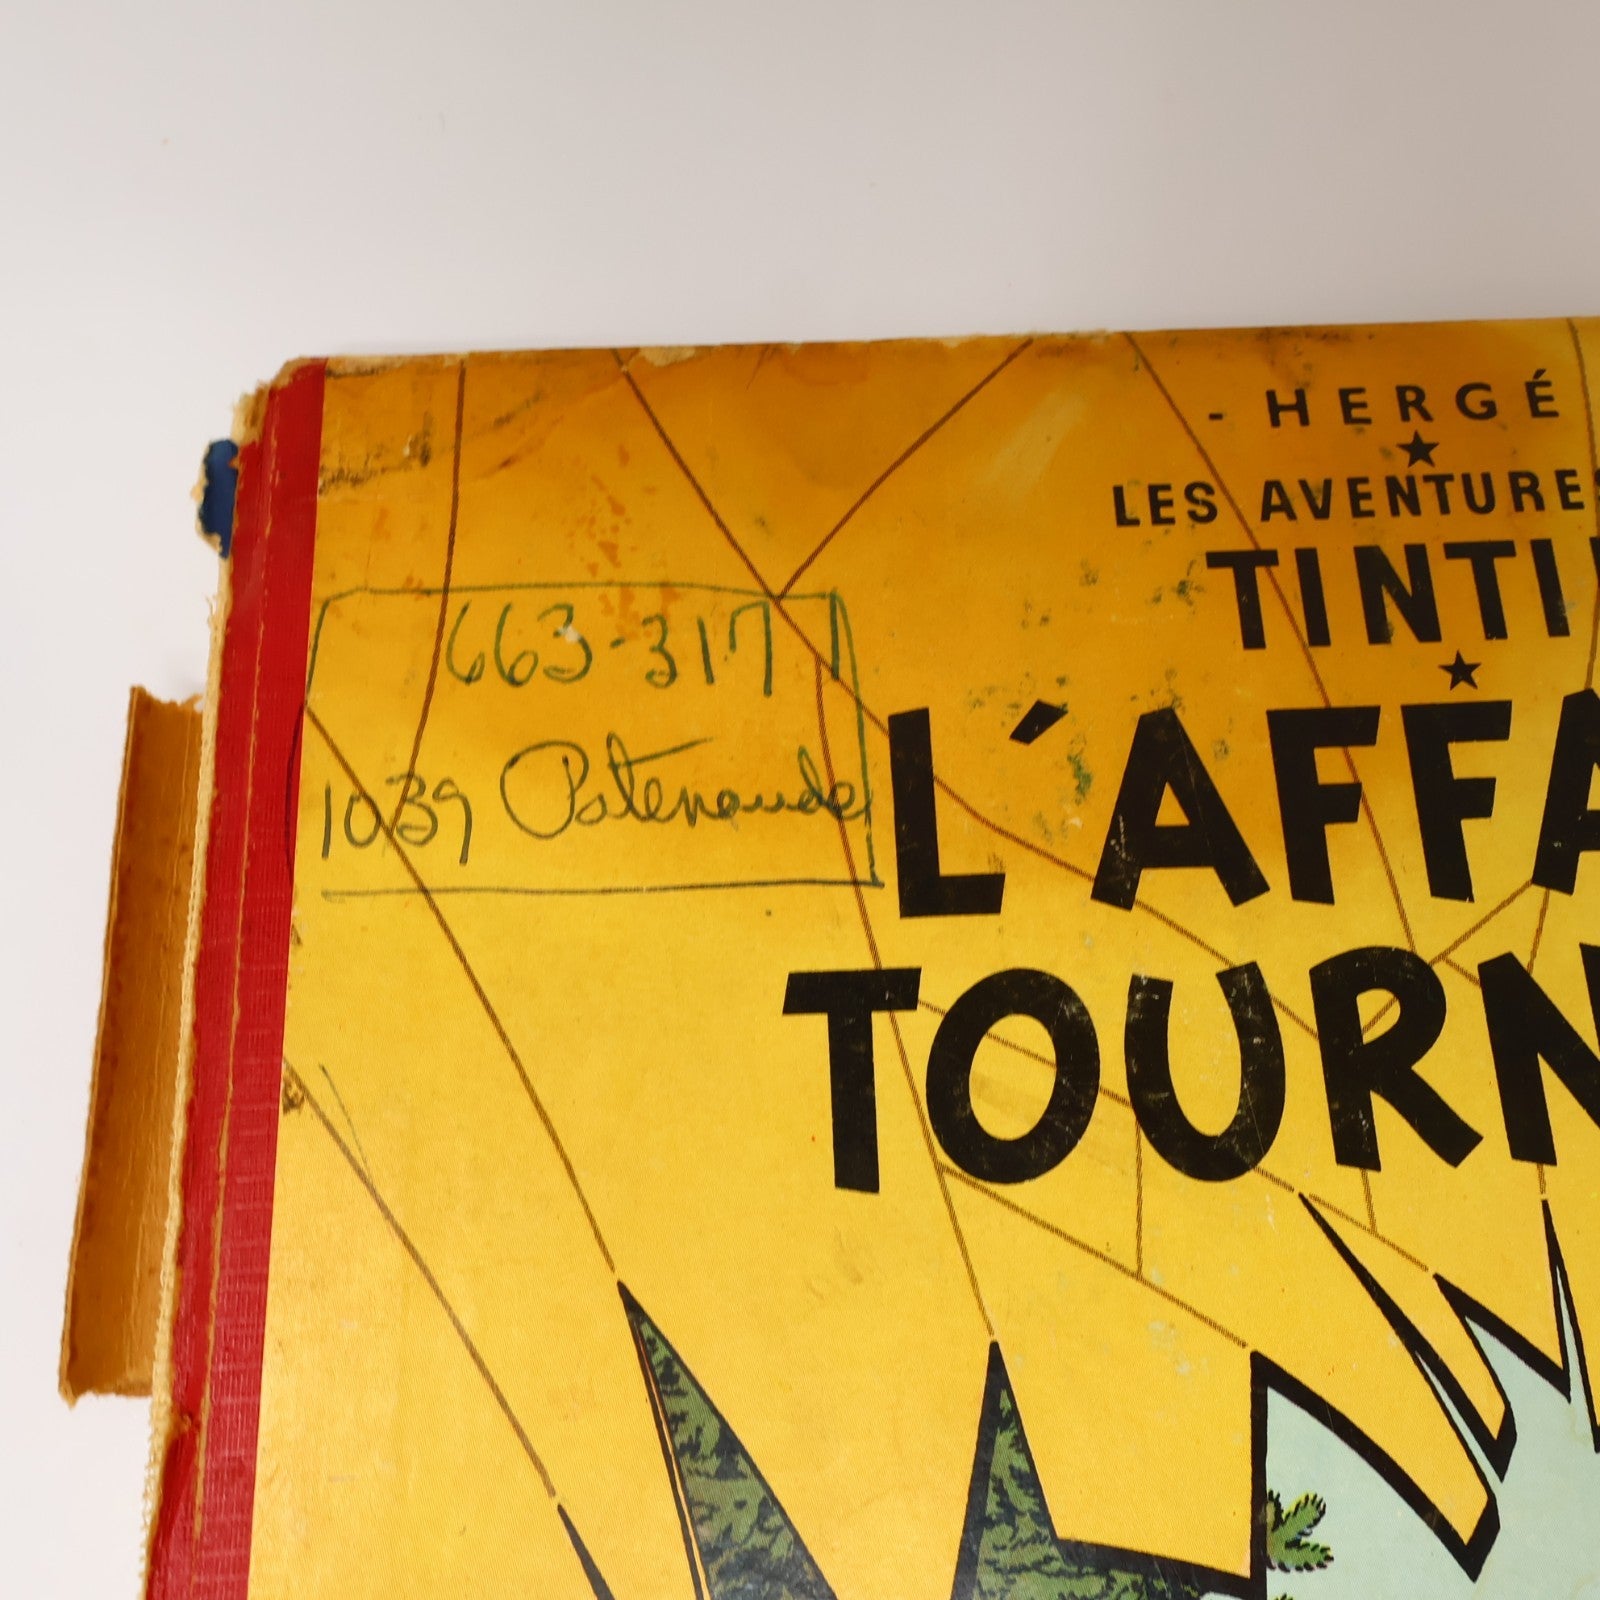 - HERGÉ
LES AVENTURES
TINTI
663-3171
1039 Patenaude
L'AFFA
TOURN